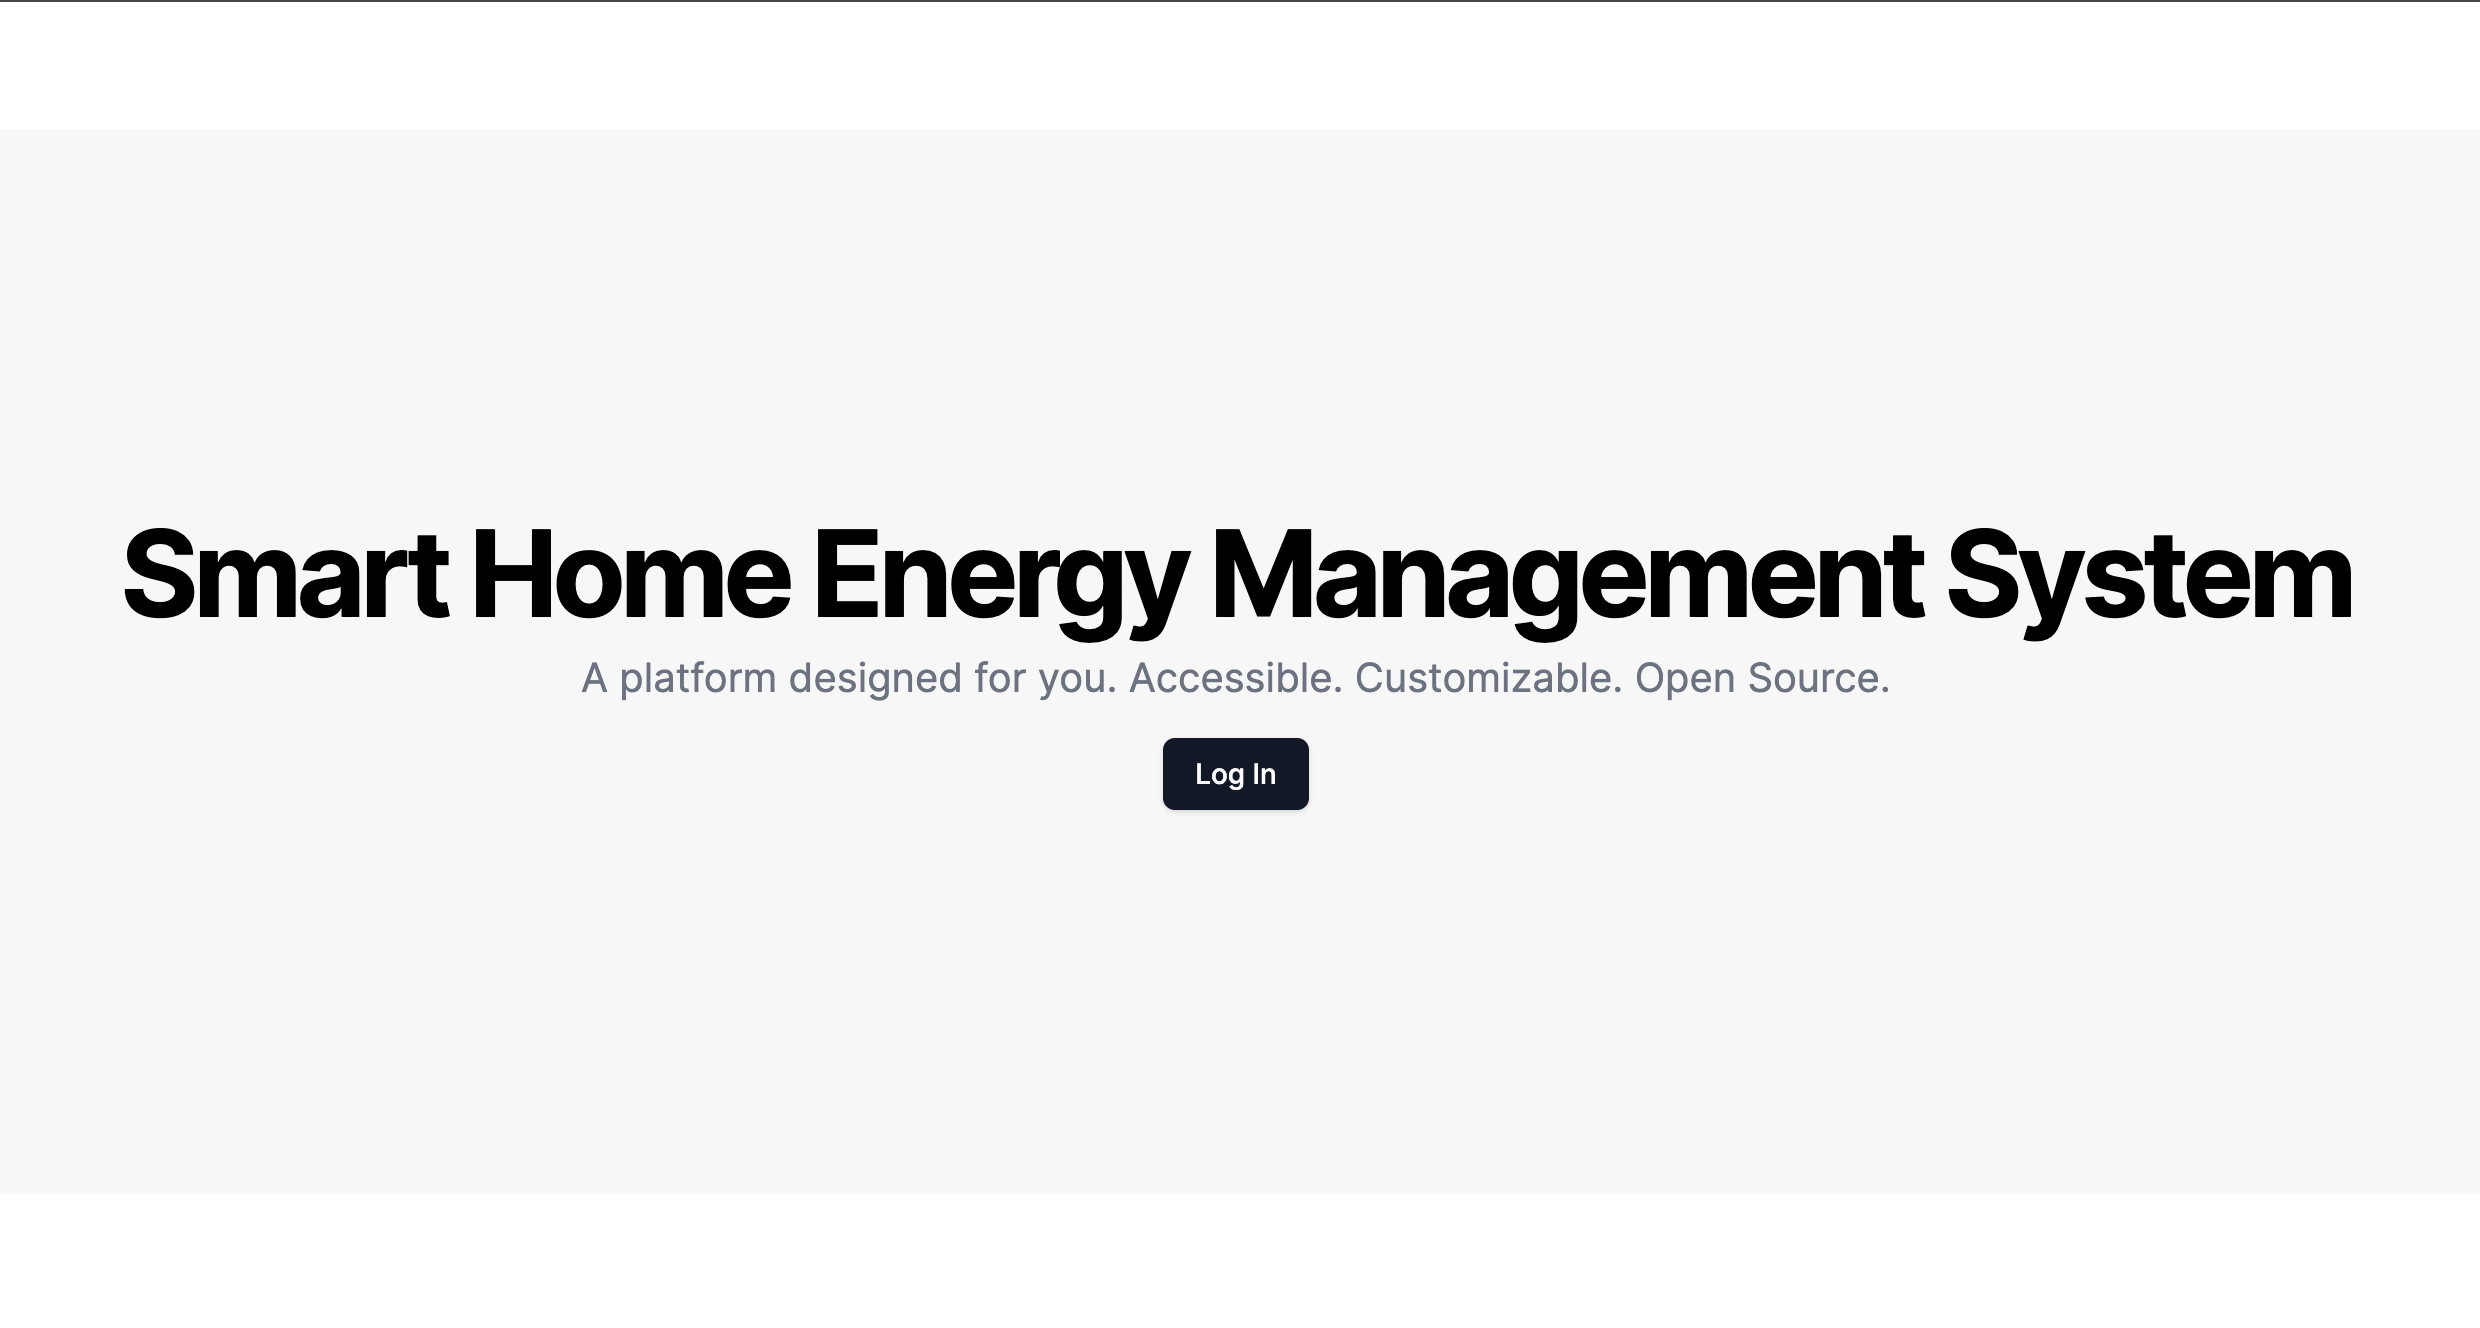 Smart Home Energy Management System
A platform designed for you. Accessible. Customizable. Open Source.
Log In